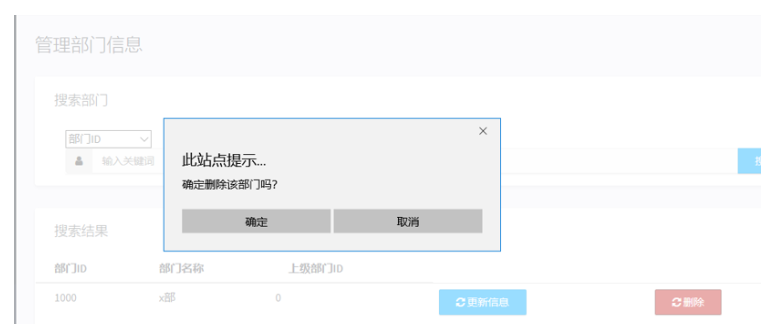 管理部门信息
搜索部门
部门ID
输入关键词
此站点提示...
确定删除该部门吗?
确定 取消
搜索结果
部门ID 部门名称 上级部门ID
1000 x部 0 更新信息 删除